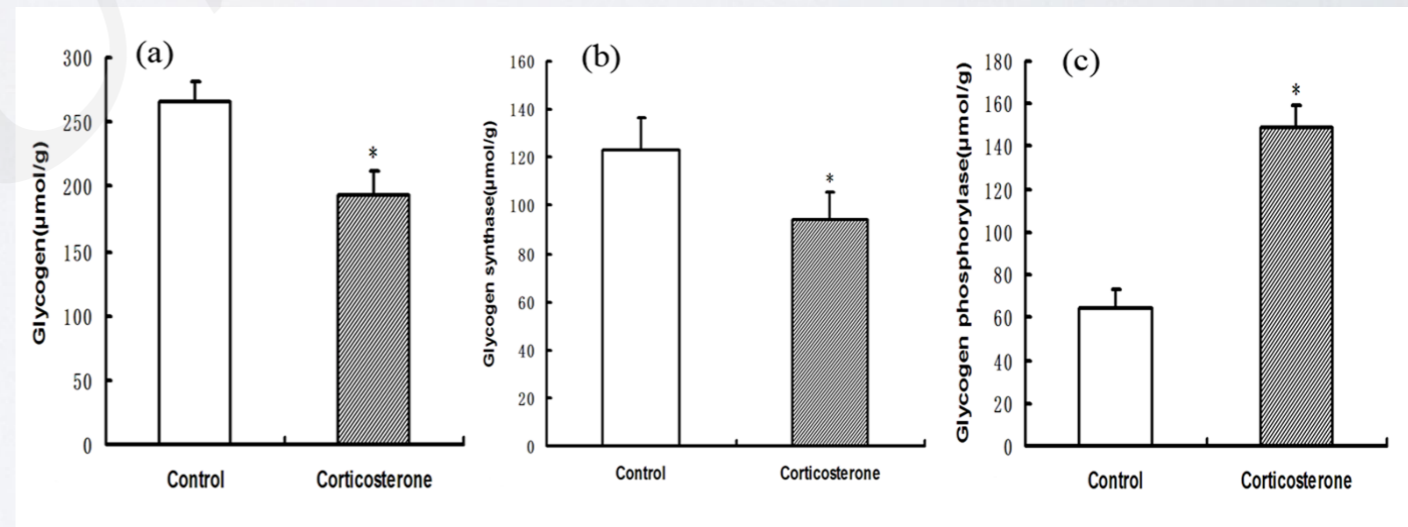 (a)
Glycogen(μmol/g)
300
250
200
150
100
50
0
*
Control
Corticosterone
(b)
Glycogen synthase(μmol/g)
160
140
120
100
80
60
40
20
0
*
Control
Corticosterone
(c)
Glycogen phosphorylase(μmol/g)
180
160
140
120
100
80
60
40
20
0
*
Control
Corticosterone